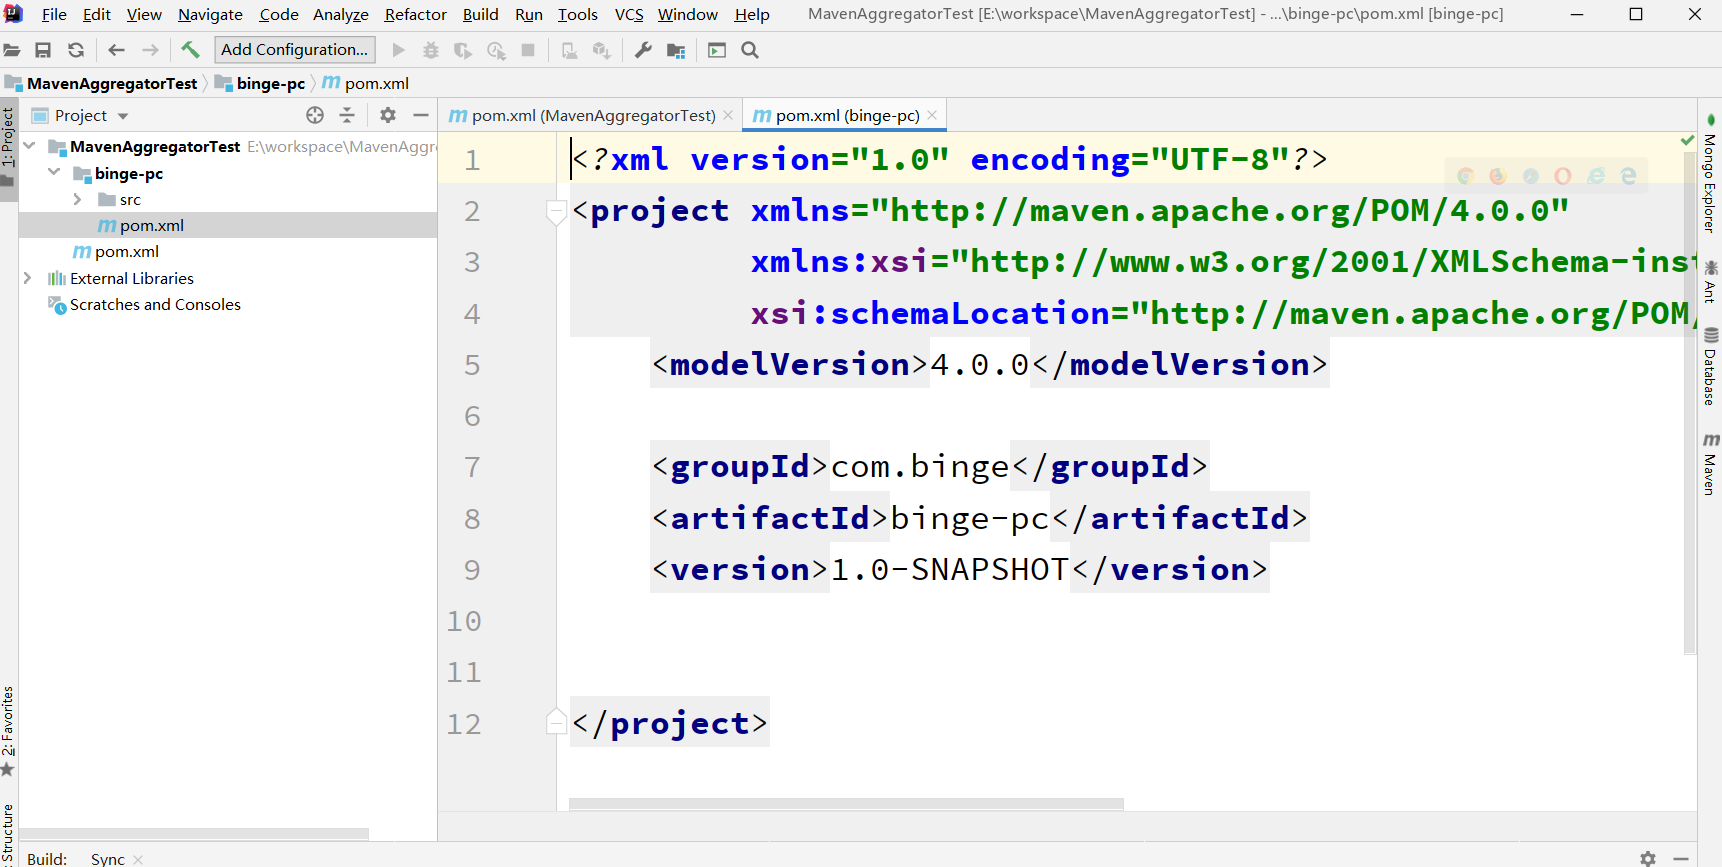 File Edit View Navigate Code Analyze Refactor Build Run Tools VCS Window Help MavenAggregatorTest [E:\workspace\MavenAggregatorTest] - ...\binge-pc\pom.xml [binge-pc]
Add Configuration...
MavenAggregatorTest binge-pc pom.xml
Project
pom.xml (MavenAggregatorTest)
pom.xml (binge-pc)
1: Project
MavenAggregatorTest E:\workspace\MavenAggr
binge-pc
src
pom.xml
pom.xml
External Libraries
Scratches and Consoles
2: Favorites
Structure
1 <?xml version="1.0" encoding="UTF-8"?>
2 <project xmlns="http://maven.apache.org/POM/4.0.0"
3 xmlns:xsi="http://www.w3.org/2001/XMLSchema-inst
4 xsi:schemaLocation="http://maven.apache.org/POM/
5 <modelVersion>4.0.0</modelVersion>
6
7 <groupId>com.binge</groupId>
8 <artifactId>binge-pc</artifactId>
9 <version>1.0-SNAPSHOT</version>
10
11
12 </project>
Mongo Explorer
Ant
Database
Maven
Build: Sync